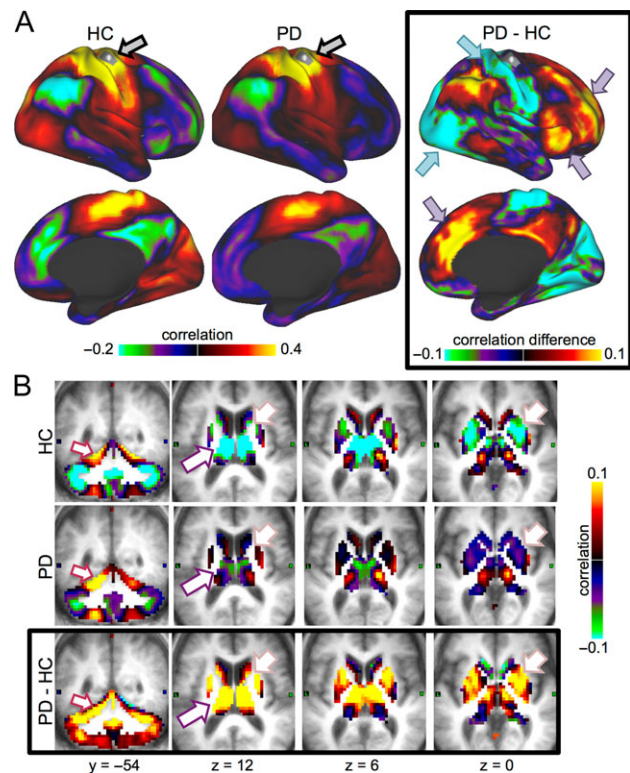 A
HC
PD
PD - HC
correlation
−0.2
0.4
correlation difference
−0.1
0.1
B
HC
PD
PD - HC
L
L
L
L
L
L
L
L
L
0.1
correlation
−0.1
y = −54
z = 12
z = 6
z = 0